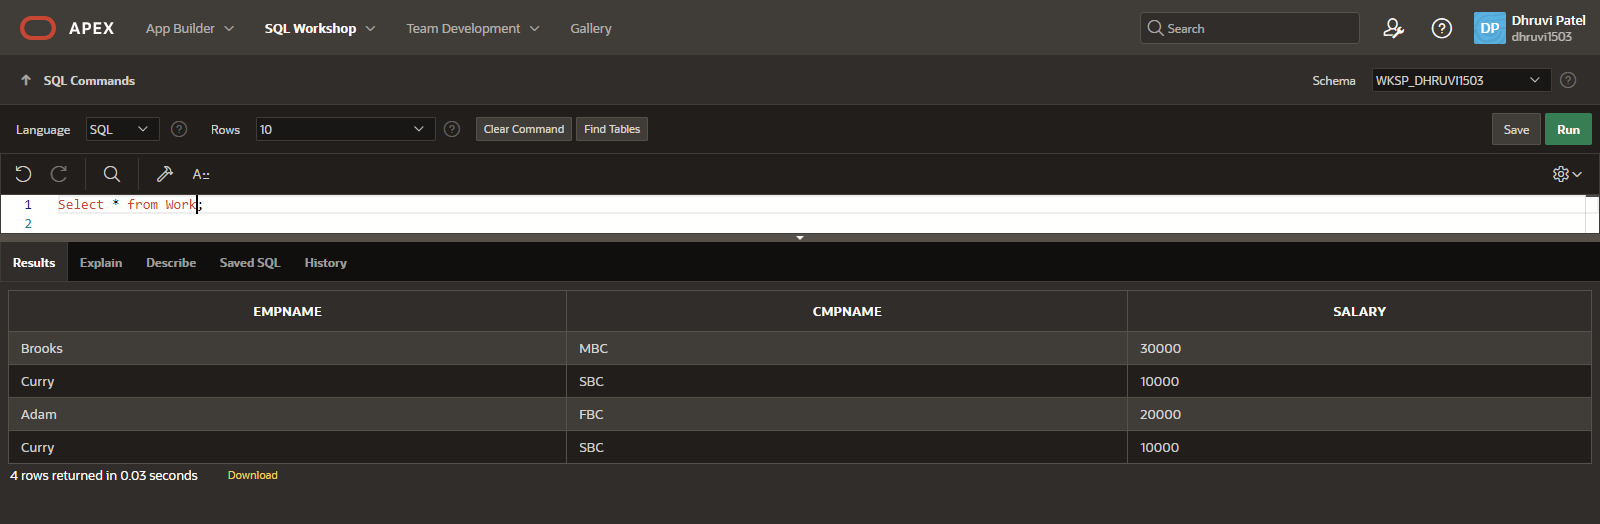 APEX App Builder SQL Workshop Team Development Gallery Search ? DP Dhruvi Patel
dhruvi1503
SQL Commands Schema WKSP_DHRUVI1503 ?
Language SQL ? Rows 10 ? Clear Command Find Tables Save Run
A::
1 Select * from Work;
2
Results Explain Describe Saved SQL History
EMPNAME CMPNAME SALARY
Brooks MBC 30000
Curry SBC 10000
Adam FBC 20000
Curry SBC 10000
4 rows returned in 0.03 seconds Download